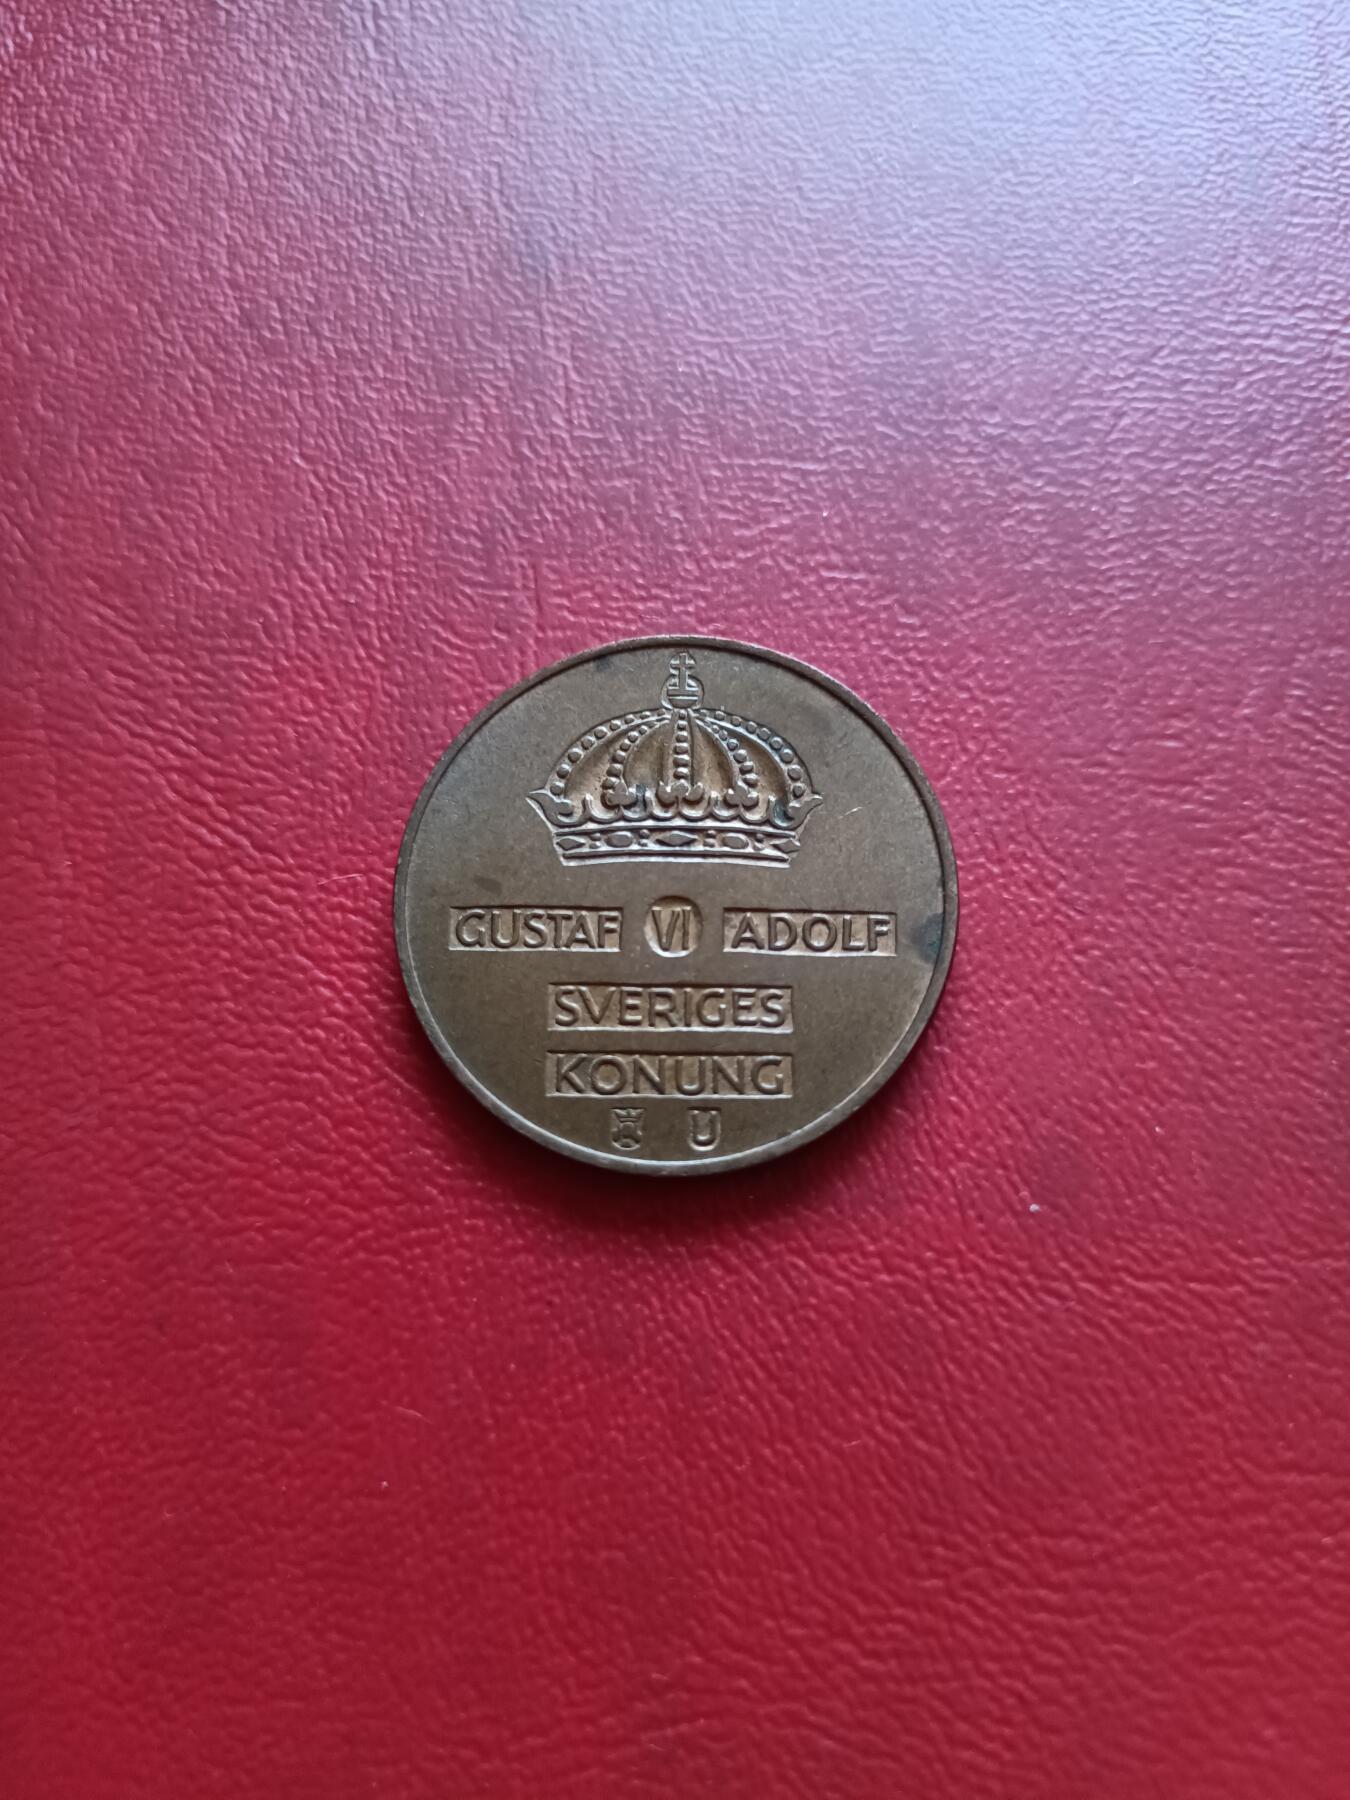 GUSTAF VI ADOLF
SVERIGES
KONUNG
U